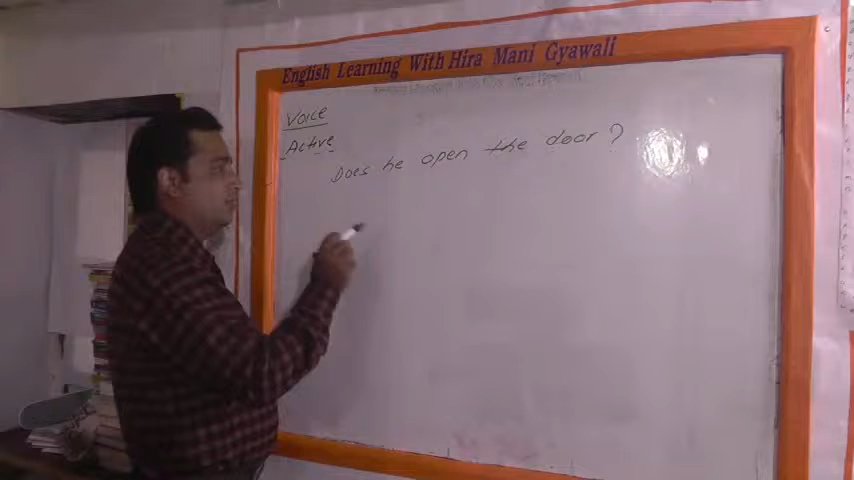 English Learning With Hira Mani Gyawali
Voice
Active
Does he open the door ?